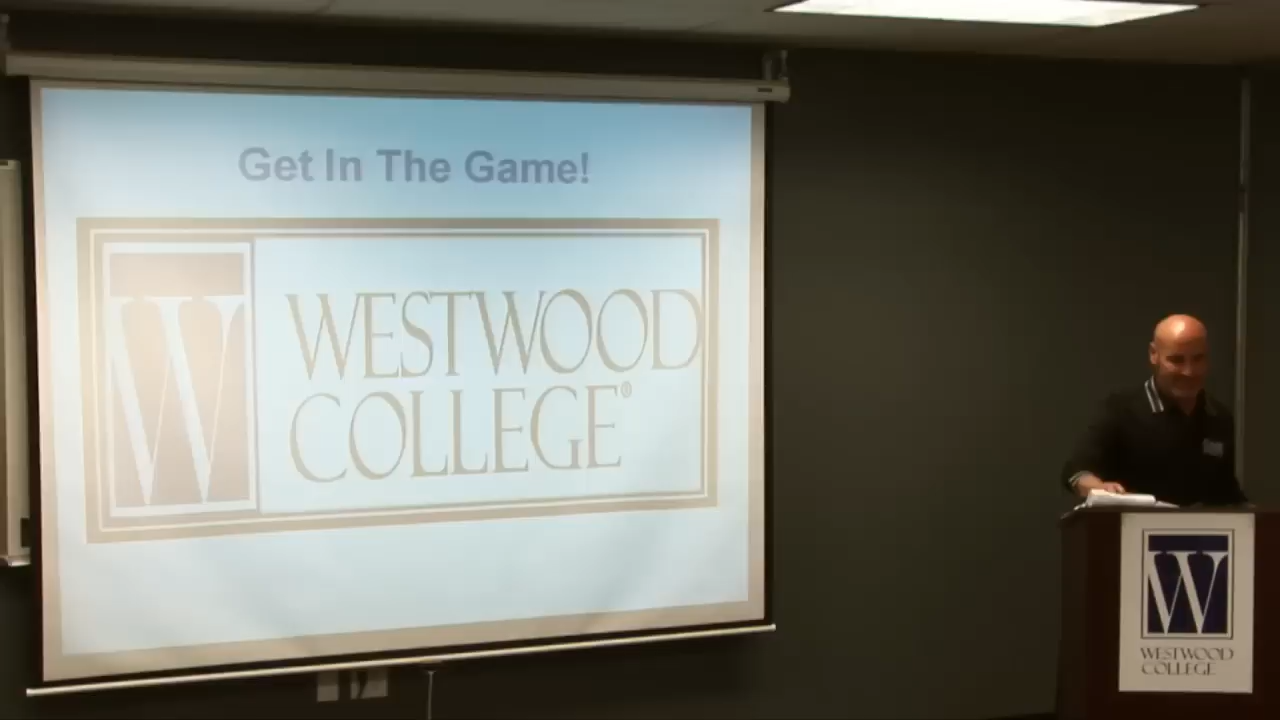 Get In The Game!
W
WESTWOOD
COLLEGE®
W
WESTWOOD
COLLEGE